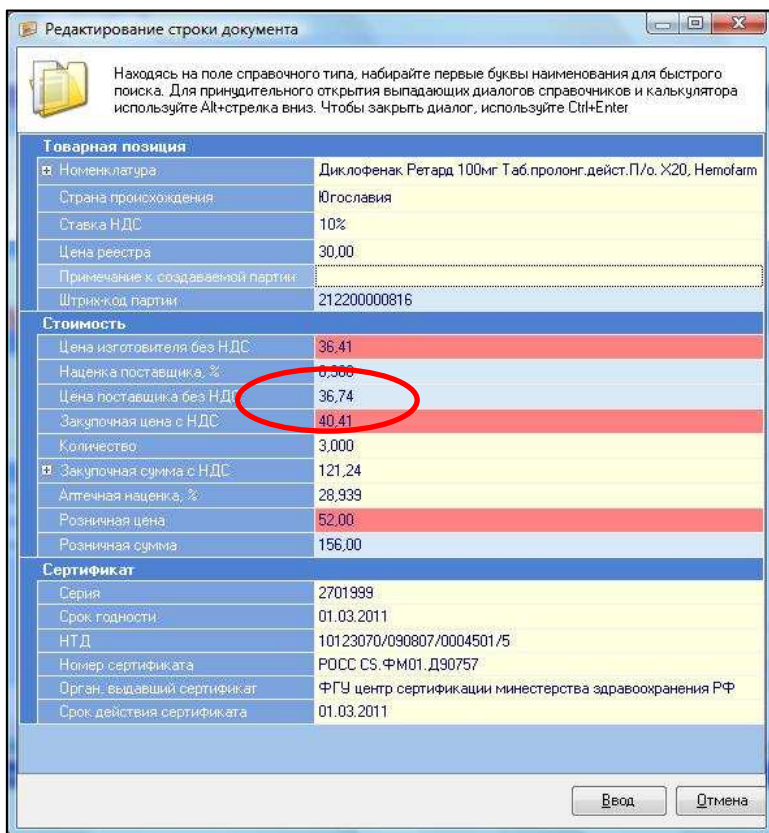 Редактирование строки документа
Находясь на поле справочного типа, набирайте первые буквы наименования для быстрого
поиска. Для принудительного открытия выпадающих диалогов справочников и калькулятора
используйте Alt+стрелка вниз. Чтобы закрыть диалог, используйте Ctrl+Enter
Товарная позиция
Номенклатура Диклофенак Ретард 100мг Таб.пролонг.дейст.П/о. X20, Hemofarm
Страна происхождения Югославия
Ставка НДС 10%
Цена реестра 30,00
Примечание к создаваемой партии
Штрих-код партии 212200000816
Стоимость
Цена изготовителя без НДС 36,41
Наценка поставщика, %
Цена поставщика без НДС 36,74
Закупочная цена с НДС 40,41
Количество 3,000
Закупочная сумма с НДС 121,24
Аптечная наценка, % 28,939
Розничная цена 52,00
Розничная сумма 156,00
Сертификат
Серия 2701999
Срок годности 01.03.2011
НТД 10123070/090807/0004501/5
Номер сертификата РОСС CS.ФМ01.Д90757
Орган, выдавший сертификат ФГУ центр сертификации минестерства здравоохранения РФ
Срок действия сертификата 01.03.2011
Ввод Отмена